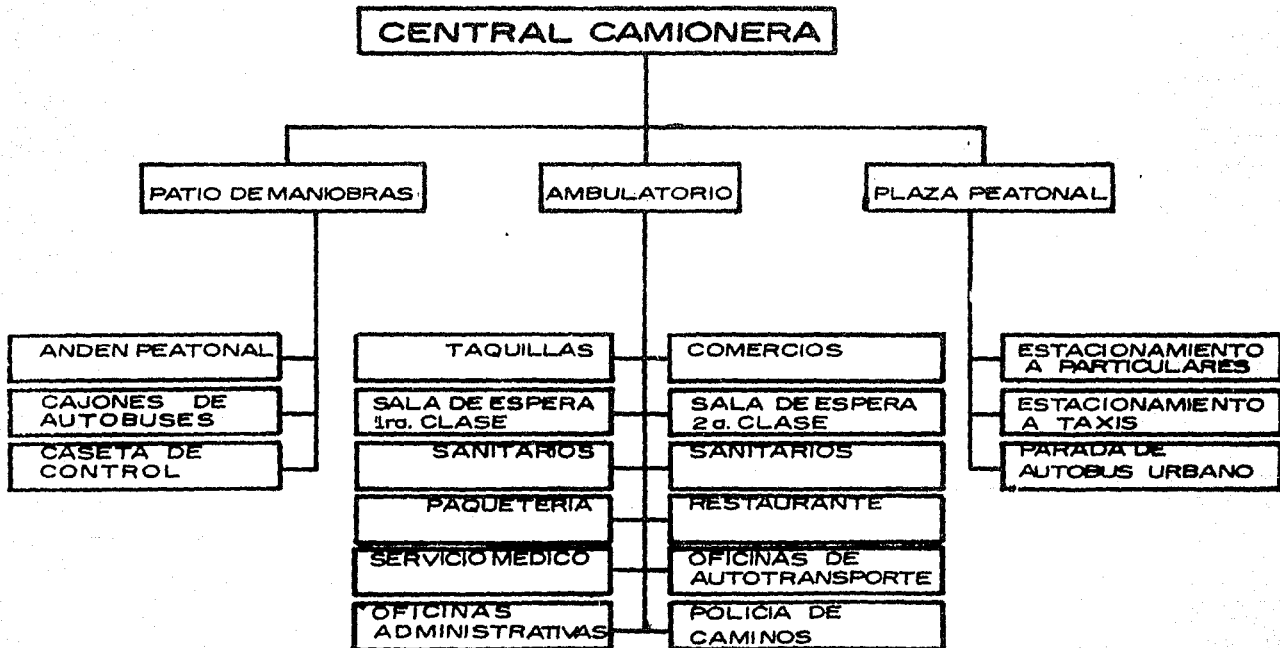 CENTRAL CAMIONERA
PATIO DE MANIOBRAS
AMBULATORIO
PLAZA PEATONAL
ANDEN PEATONAL
CAJONES DE
AUTOBUSES
CASETA DE
CONTROL
TAQUILLAS
SALA DE ESPERA
1ra. CLASE
SANITARIOS
PAQUETERIA
SERVICIO MEDICO
OFICINAS
ADMINISTRATIVAS
COMERCIOS
SALA DE ESPERA
2a. CLASE
SANITARIOS
RESTAURANTE
OFICINAS DE
AUTOTRANSPORTE
POLICIA DE
CAMINOS
ESTACIONAMIENTO
A PARTICULARES
ESTACIONAMIENTO
A TAXIS
PARADA DE
AUTOBUS URBANO